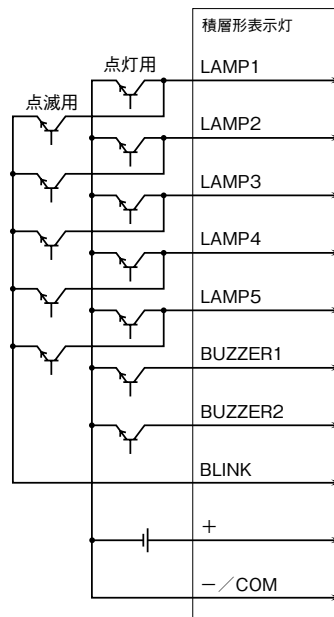 積層形表示灯
点灯用
LAMP1
点滅用
LAMP2
LAMP3
LAMP4
LAMP5
BUZZER1
BUZZER2
BLINK
＋
－／COM